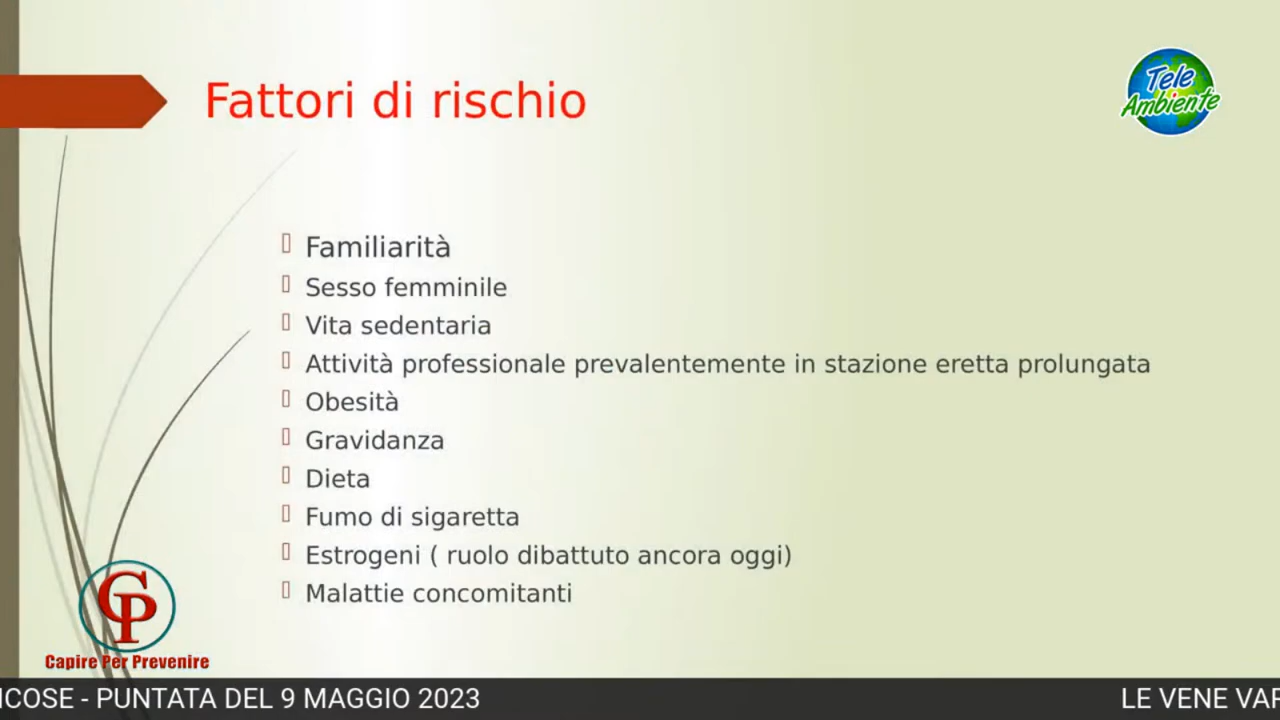 Fattori di rischio
Tele
Ambiente
Familiarità
Sesso femminile
Vita sedentaria
Attività professionale prevalentemente in stazione eretta prolungata
Obesità
Gravidanza
Dieta
Fumo di sigaretta
Estrogeni ( ruolo dibattuto ancora oggi)
Malattie concomitanti
CP
Capire Per Prevenire
ICOSE - PUNTATA DEL 9 MAGGIO 2023
LE VENE VAR